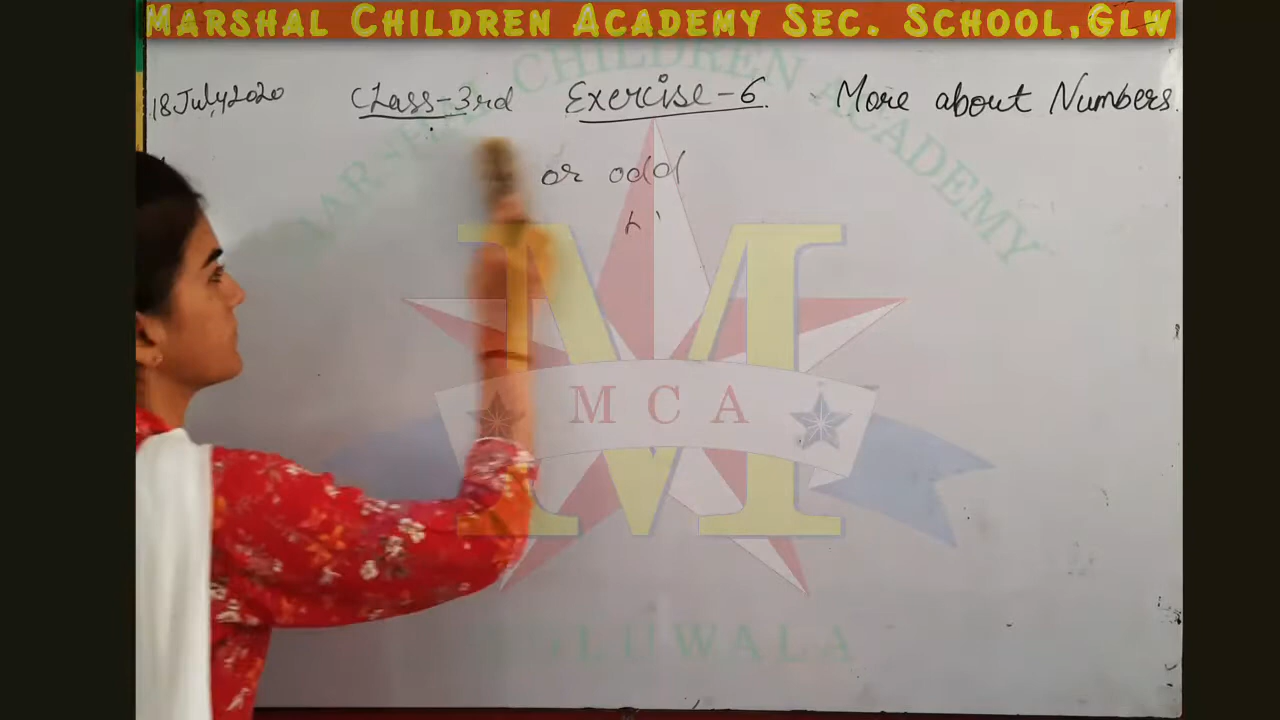 MARSHAL CHILDREN ACADEMY SEC. SCHOOL,GLW
18 July,2020 Class-3rd Exercise-6. More about Numbers.
or odd
M C A